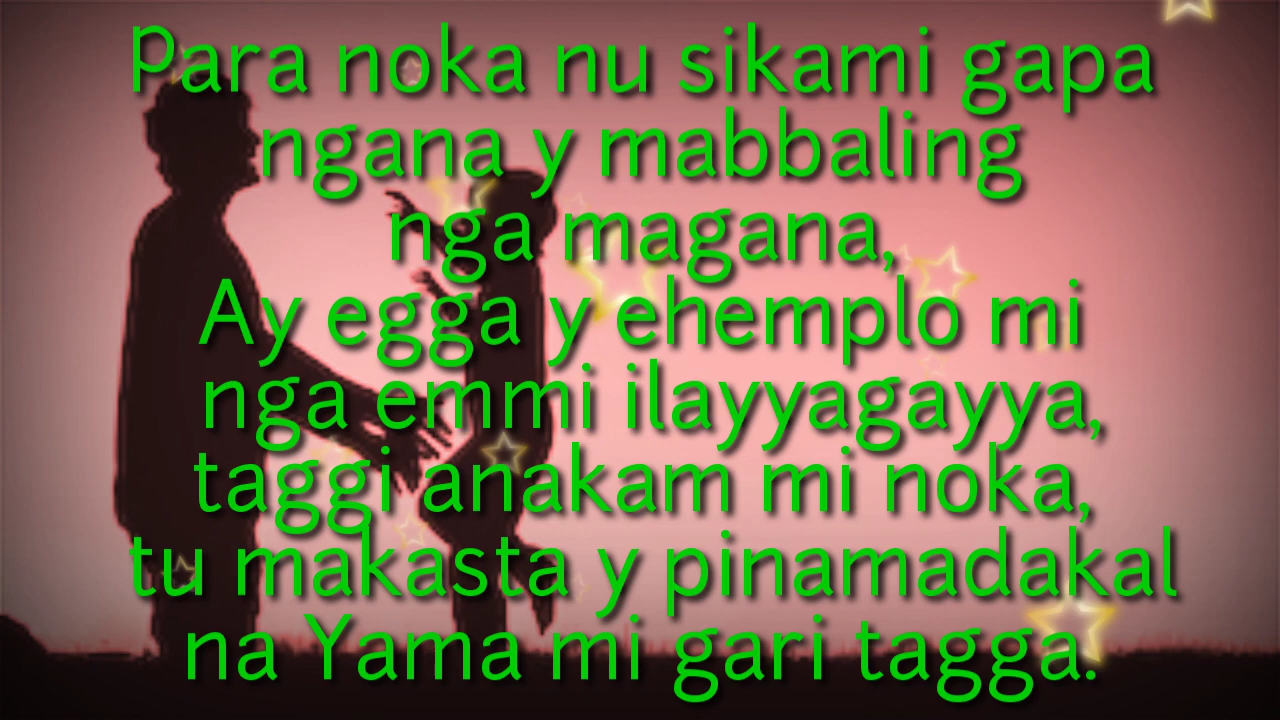 Para noka nu sikami gapa
ngana y mabbaling
nga magana,
Ay egga y ehemplo mi
nga emmi ilayyagayya,
taggi anakam mi noka,
tu makasta y pinamadakal
na Yama mi gari tagga.